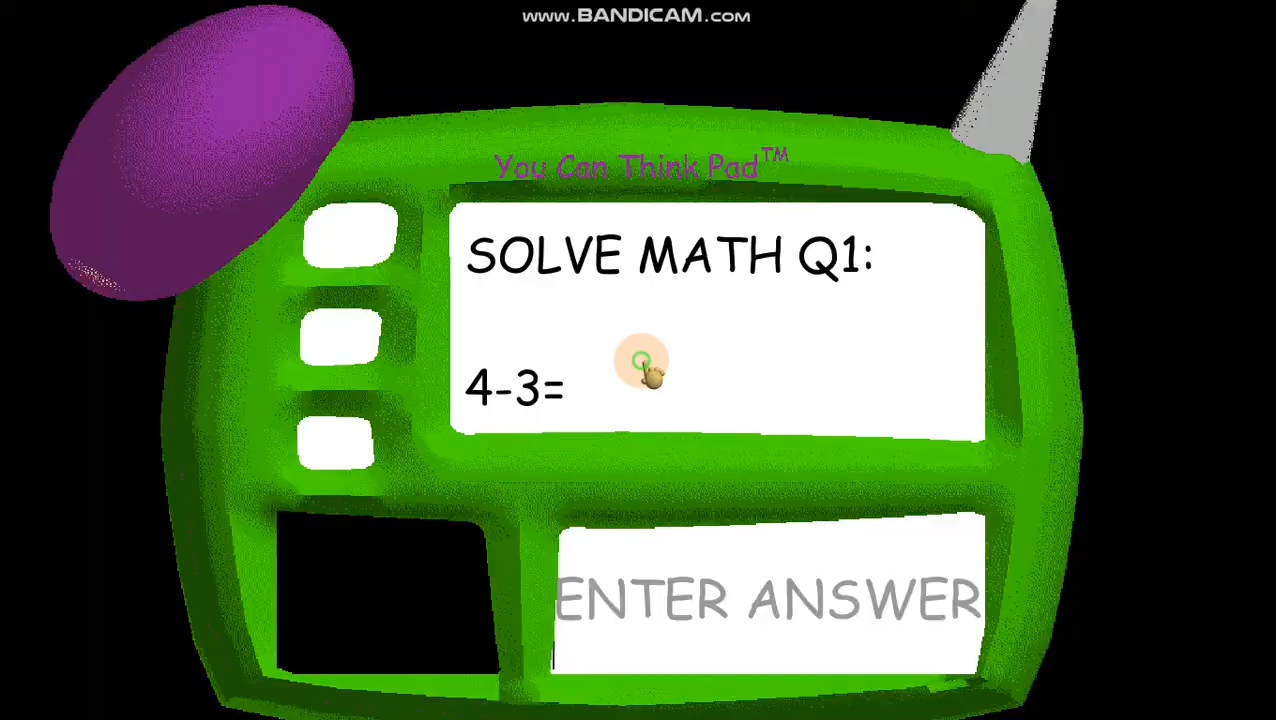 www.BANDICAM.com
You Can Think Pad™
SOLVE MATH Q1:
4-3=
ENTER ANSWER